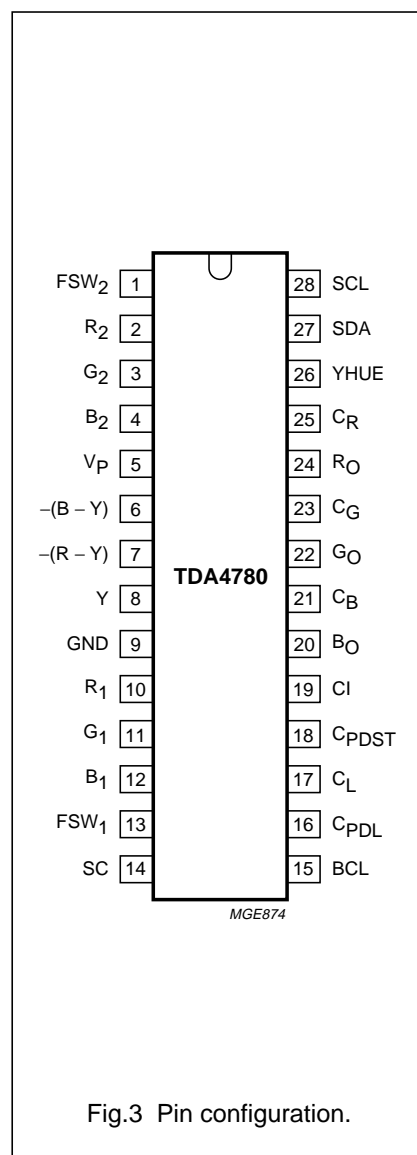 FSW2 1 28 SCL
R2 2 27 SDA
G2 3 26 YHUE
B2 4 25 CR
VP 5 24 RO
−(B − Y) 6 23 CG
−(R − Y) 7 22 GO
TDA4780
Y 8 21 CB
GND 9 20 BO
R1 10 19 CI
G1 11 18 CPDST
B1 12 17 CL
FSW1 13 16 CPDL
SC 14 15 BCL
MGE874
Fig.3 Pin configuration.